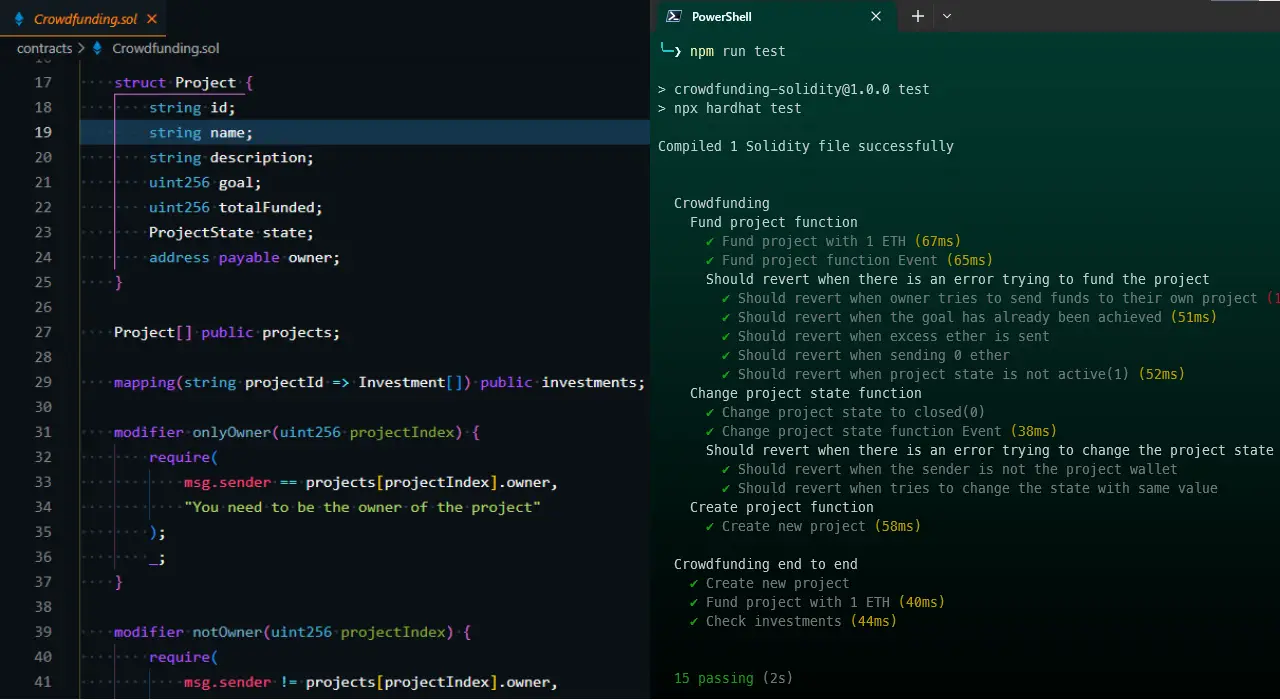 Crowdfunding.sol
contracts > Crowdfunding.sol
17 struct Project {
18 string id;
19 string name;
20 string description;
21 uint256 goal;
22 uint256 totalFunded;
23 ProjectState state;
24 address payable owner;
25 }
26
27 Project[] public projects;
28
29 mapping(string projectId => Investment[]) public investments;
30
31 modifier onlyOwner(uint256 projectIndex) {
32 require(
33 msg.sender == projects[projectIndex].owner,
34 "You need to be the owner of the project"
35 );
36 _;
37 }
38
39 modifier notOwner(uint256 projectIndex) {
40 require(
41 msg.sender != projects[projectIndex].owner,
PowerShell
❯ npm run test
> crowdfunding-solidity@1.0.0 test
> npx hardhat test
Compiled 1 Solidity file successfully
Crowdfunding
Fund project function
✔ Fund project with 1 ETH (67ms)
✔ Fund project function Event (65ms)
Should revert when there is an error trying to fund the project
✔ Should revert when owner tries to send funds to their own project
✔ Should revert when the goal has already been achieved (51ms)
✔ Should revert when excess ether is sent
✔ Should revert when sending 0 ether
✔ Should revert when project state is not active(1) (52ms)
Change project state function
✔ Change project state to closed(0)
✔ Change project state function Event (38ms)
Should revert when there is an error trying to change the project state
✔ Should revert when the sender is not the project wallet
✔ Should revert when tries to change the state with same value
Create project function
✔ Create new project (58ms)
Crowdfunding end to end
✔ Create new project
✔ Fund project with 1 ETH (40ms)
✔ Check investments (44ms)
15 passing (2s)